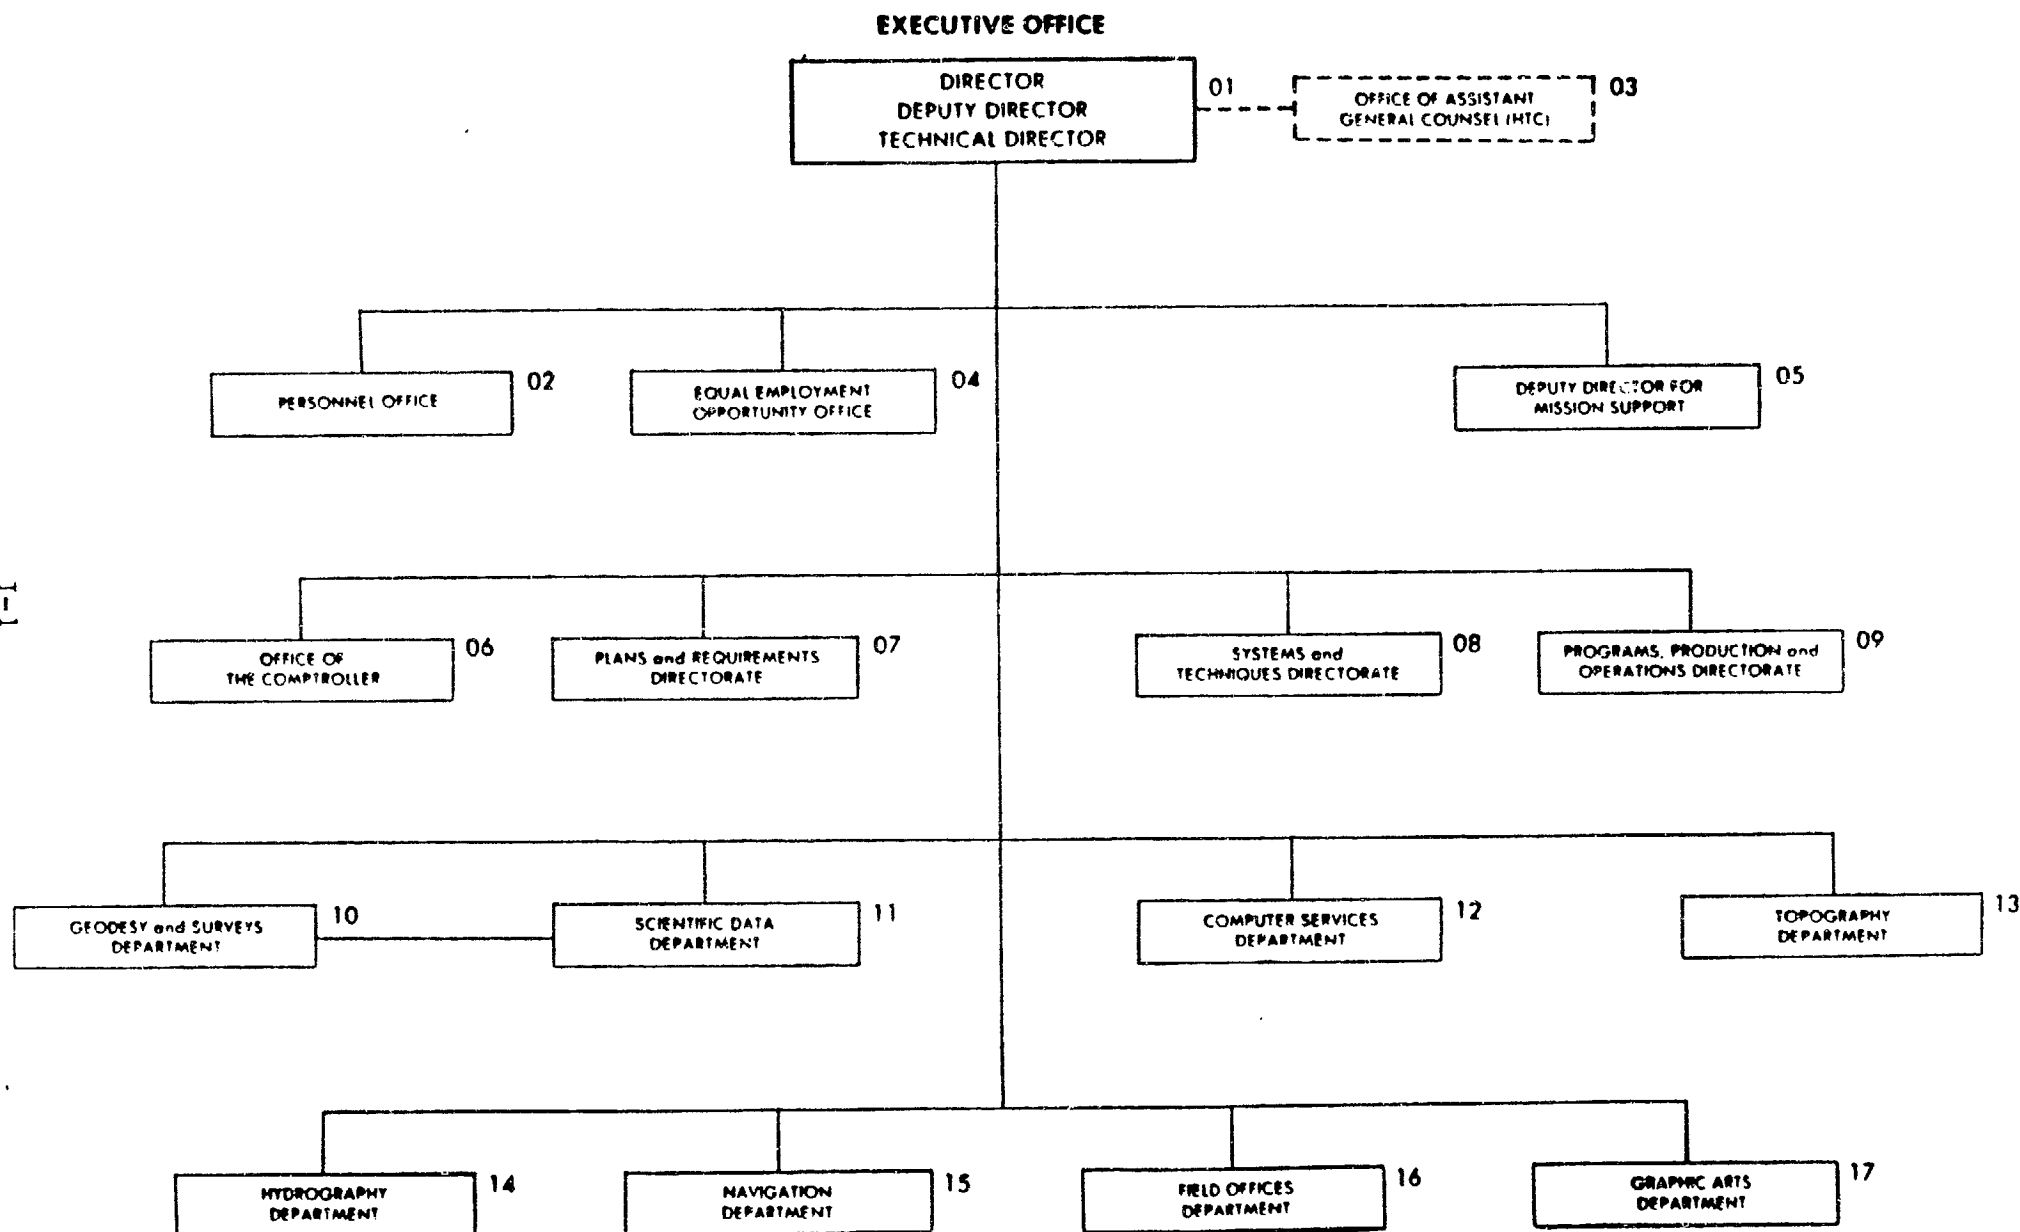 EXECUTIVE OFFICE
DIRECTOR
DEPUTY DIRECTOR
TECHNICAL DIRECTOR
01
OFFICE OF ASSISTANT
GENERAL COUNSEL (HTC)
03
PERSONNEL OFFICE
02
EQUAL EMPLOYMENT
OPPORTUNITY OFFICE
04
DEPUTY DIRECTOR FOR
MISSION SUPPORT
05
OFFICE OF
THE COMPTROLLER
06
PLANS and REQUIREMENTS
DIRECTORATE
07
SYSTEMS and
TECHNIQUES DIRECTORATE
08
PROGRAMS, PRODUCTION and
OPERATIONS DIRECTORATE
09
GEODESY and SURVEYS
DEPARTMENT
10
SCIENTIFIC DATA
DEPARTMENT
11
COMPUTER SERVICES
DEPARTMENT
12
TOPOGRAPHY
DEPARTMENT
13
HYDROGRAPHY
DEPARTMENT
14
NAVIGATION
DEPARTMENT
15
FIELD OFFICES
DEPARTMENT
16
GRAPHIC ARTS
DEPARTMENT
17